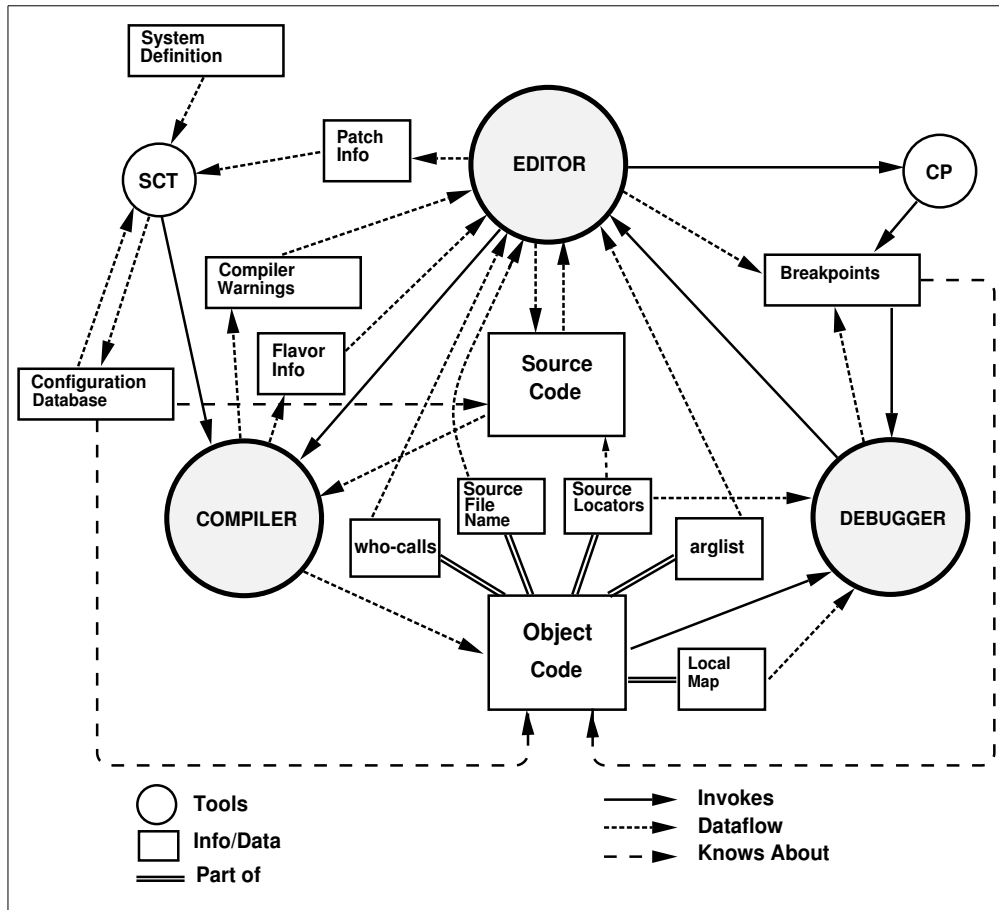 System
Definition
Patch
Info
EDITOR
SCT
CP
Compiler
Warnings
Breakpoints
Flavor
Info
Source
Code
Configuration
Database
Source
File
Name
Source
Locators
COMPILER
DEBUGGER
who-calls
arglist
Object
Code
Local
Map
Tools
Info/Data
Part of
Invokes
Dataflow
Knows About